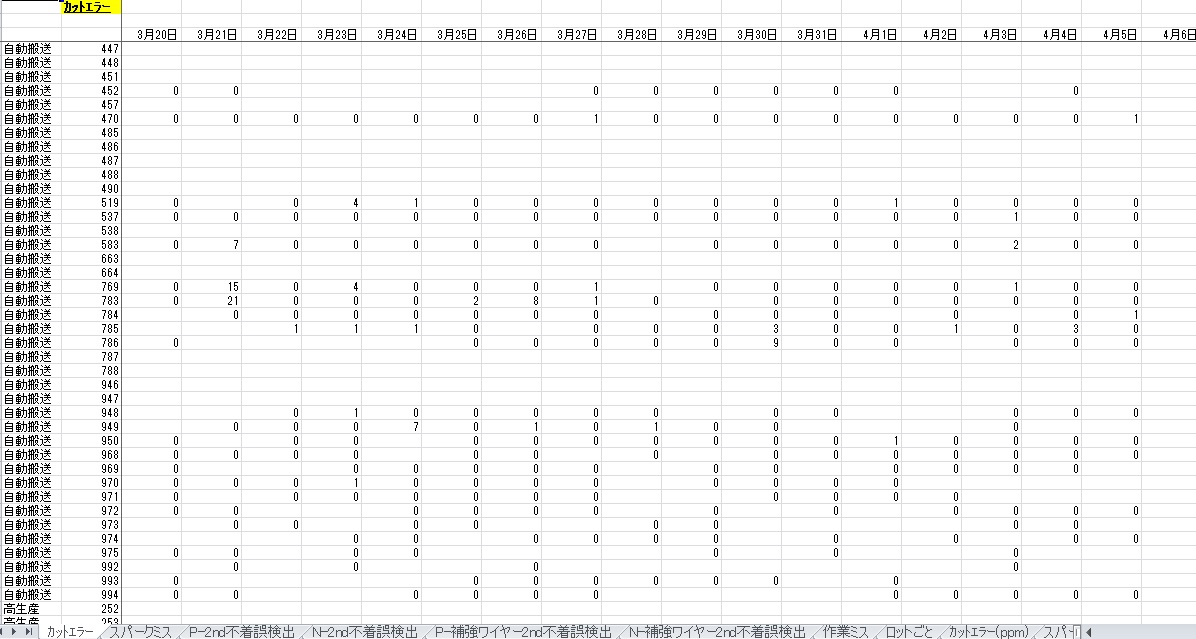 カットエラー
3月20日 3月21日 3月22日 3月23日 3月24日 3月25日 3月26日 3月27日 3月28日 3月29日 3月30日 3月31日 4月1日 4月2日 4月3日 4月4日 4月5日 4月6日
自動搬送 447
自動搬送 448
自動搬送 451
自動搬送 452 0 0 0 0 0 0 0 0 0
自動搬送 457
自動搬送 470 0 0 0 0 0 0 0 1 0 0 0 0 0 0 0 0 1
自動搬送 485
自動搬送 486
自動搬送 487
自動搬送 488
自動搬送 490
自動搬送 519 0 0 4 1 0 0 0 0 0 0 0 1 0 0 0 0
自動搬送 537 0 0 0 0 0 0 0 0 0 0 0 0 0 0 1 0 0
自動搬送 538
自動搬送 583 0 7 0 0 0 0 0 0 0 0 0 0 0 2 0 0
自動搬送 663
自動搬送 664
自動搬送 769 0 15 0 4 0 0 0 1 0 0 0 0 0 1 0 0
自動搬送 783 0 21 0 0 0 2 8 1 0 0 0 0 0 0 0 0
自動搬送 784 0 0 0 0 0 0 0 0 0 0 0 0 0 1
自動搬送 785 1 1 1 0 0 0 0 3 0 0 1 0 3 0
自動搬送 786 0 0 0 0 0 0 9 0 0 0 0 0
自動搬送 787
自動搬送 788
自動搬送 946
自動搬送 947
自動搬送 948 0 1 0 0 0 0 0 0 0 0 0 0
自動搬送 949 0 0 0 7 0 1 0 1 0 0 0
自動搬送 950 0 0 0 0 0 0 0 0 0 0 1 0 0 0 0
自動搬送 968 0 0 0 0 0 0 0 0 0 0 0 0 0 0 0
自動搬送 969 0 0 0 0 0 0 0 0 0 0 0 0
自動搬送 970 0 0 0 1 0 0 0 0 0 0 0 0
自動搬送 971 0 0 0 0 0 0 0 0 0 0 0
自動搬送 972 0 0 0 0 0 0 0 0 0 0 0
自動搬送 973 0 0 0 0 0 0 0 0
自動搬送 974 0 0 0 0 0 0 0 0 0 0 0
自動搬送 975 0 0 0 0 0 0 0
自動搬送 992 0 0 0 0
自動搬送 993 0 0 0 0 0 0 0 0
自動搬送 994 0 0 0 0 0 0 0 0 0 0 0 0
高生産 252
高生産 253
カットエラー スパークミス P-2nd不着誤検出 N-2nd不着誤検出 P-補強ワイヤー2nd不着誤検出 N-補強ワイヤー2nd不着誤検出 作業ミス ロットごと カットエラー(ppm) スパー